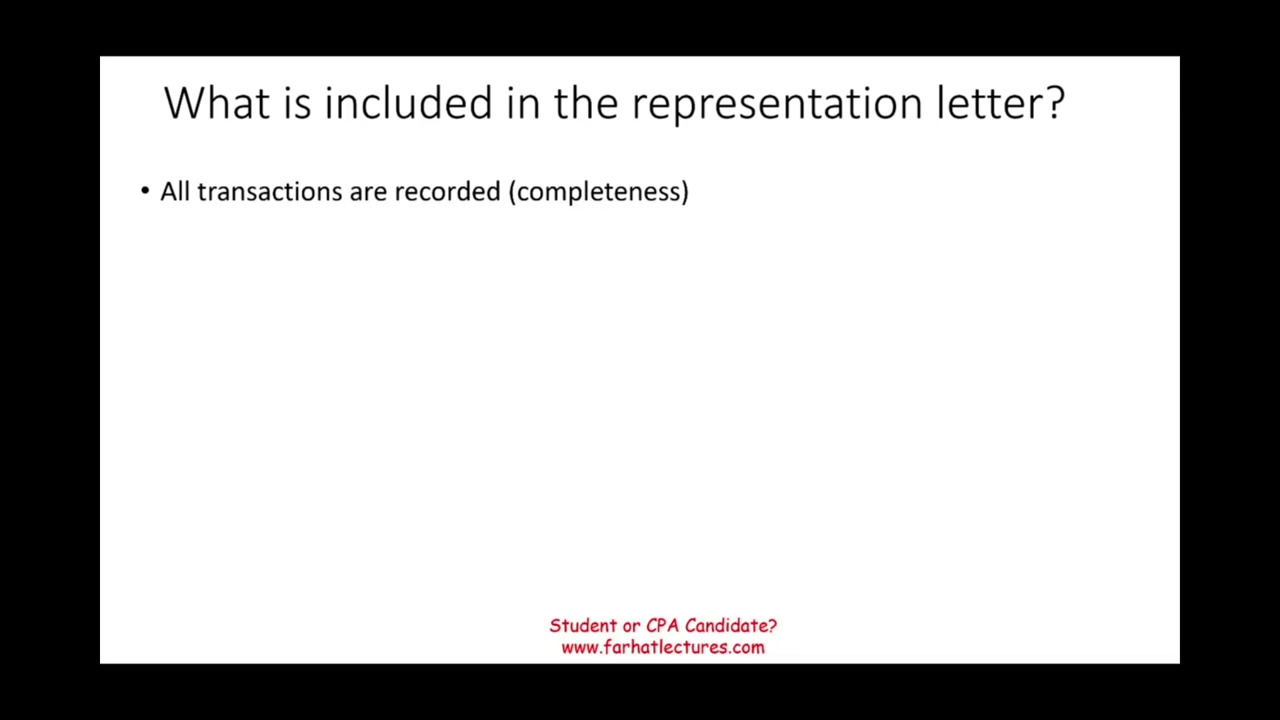 What is included in the representation letter?
• All transactions are recorded (completeness)
Student or CPA Candidate?
www.farhatlectures.com